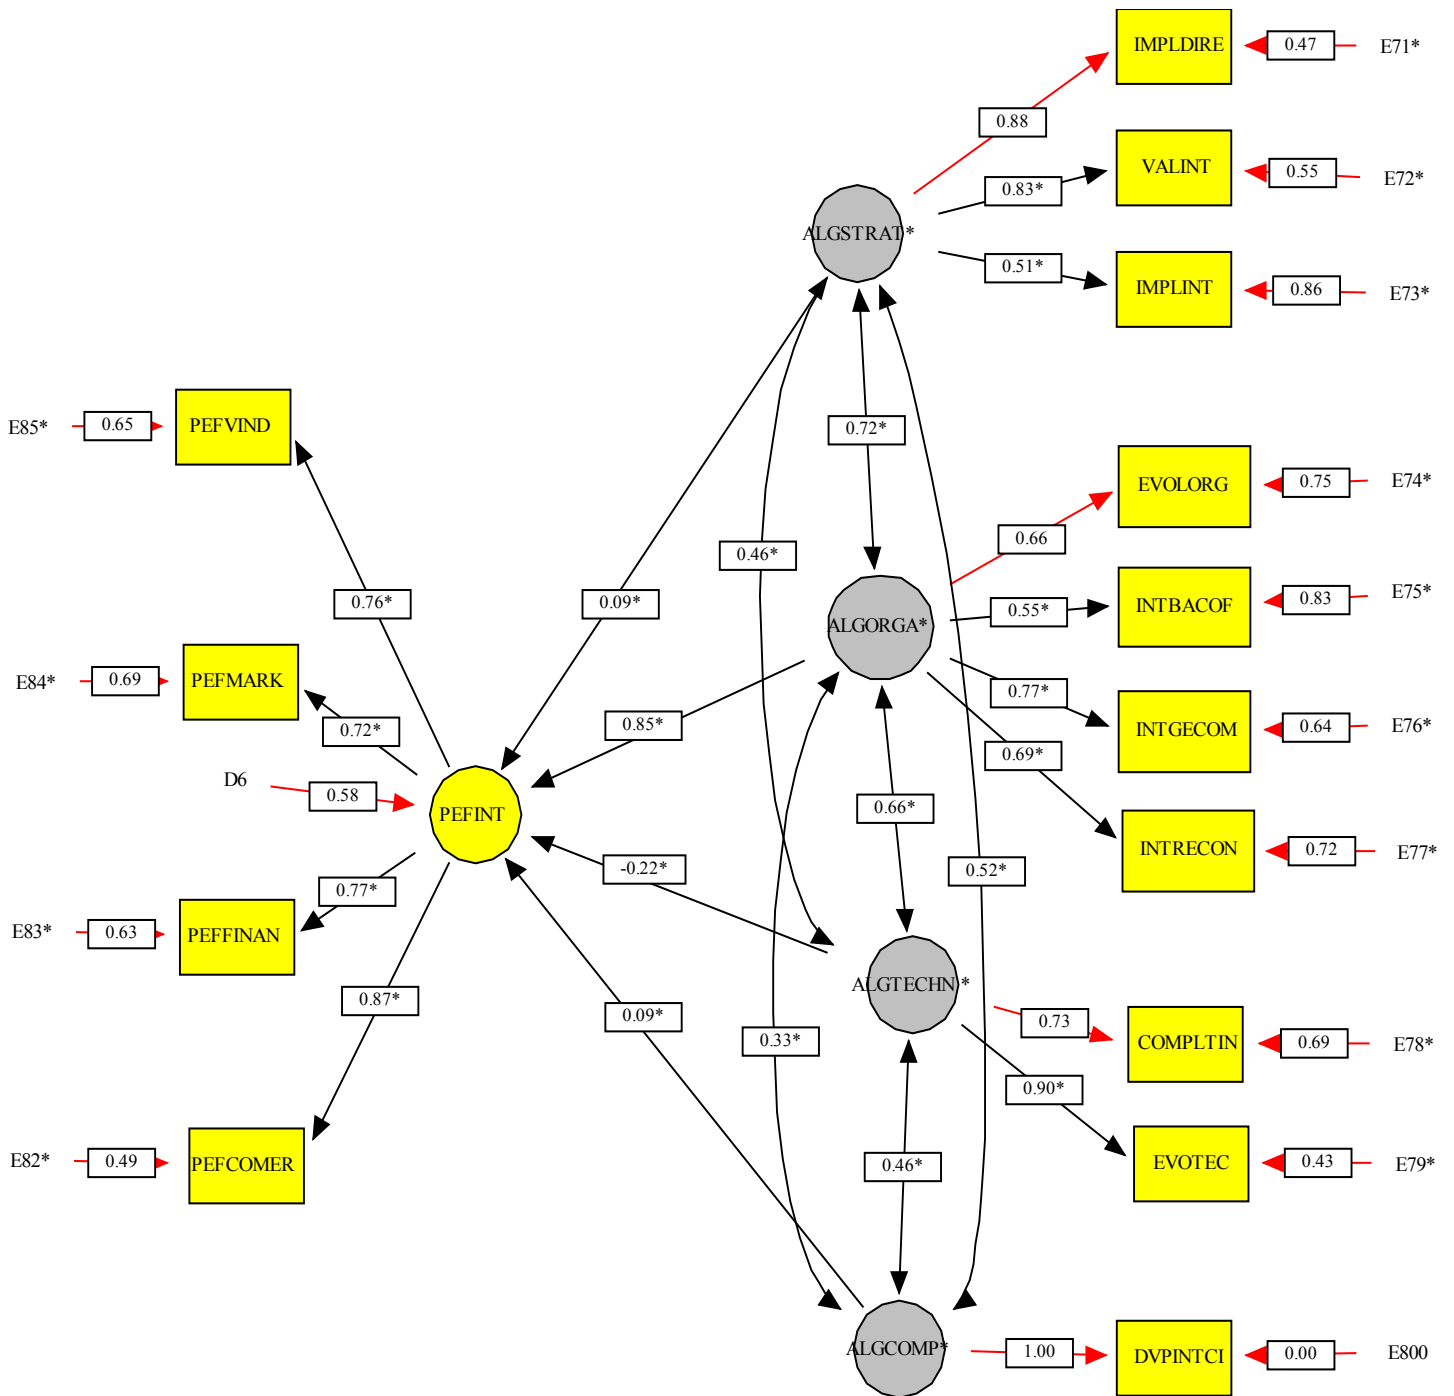 IMPLDIRE
0.47
E71*
0.88
VALINT
0.55
E72*
0.83*
ALGSTRAT*
0.51*
IMPLINT
0.86
E73*
E85*
0.65
PEFVIND
0.72*
EVOLORG
0.75
E74*
0.66
0.46*
0.76*
0.09*
ALGORGA*
0.55*
INTBACOF
0.83
E75*
E84*
0.69
PEFMARK
0.77*
INTGECOM
0.64
E76*
0.72*
0.85*
0.69*
D6
0.58
PEFINT
0.66*
INTRECON
0.72
E77*
-0.22*
0.52*
0.77*
E83*
0.63
PEFFINAN
ALGTECHN*
0.87*
0.09*
0.33*
0.73
COMPLTIN
0.69
E78*
0.90*
E82*
0.49
PEFCOMER
0.46*
EVOTEC
0.43
E79*
ALGCOMP*
1.00
DVPINTCI
0.00
E800